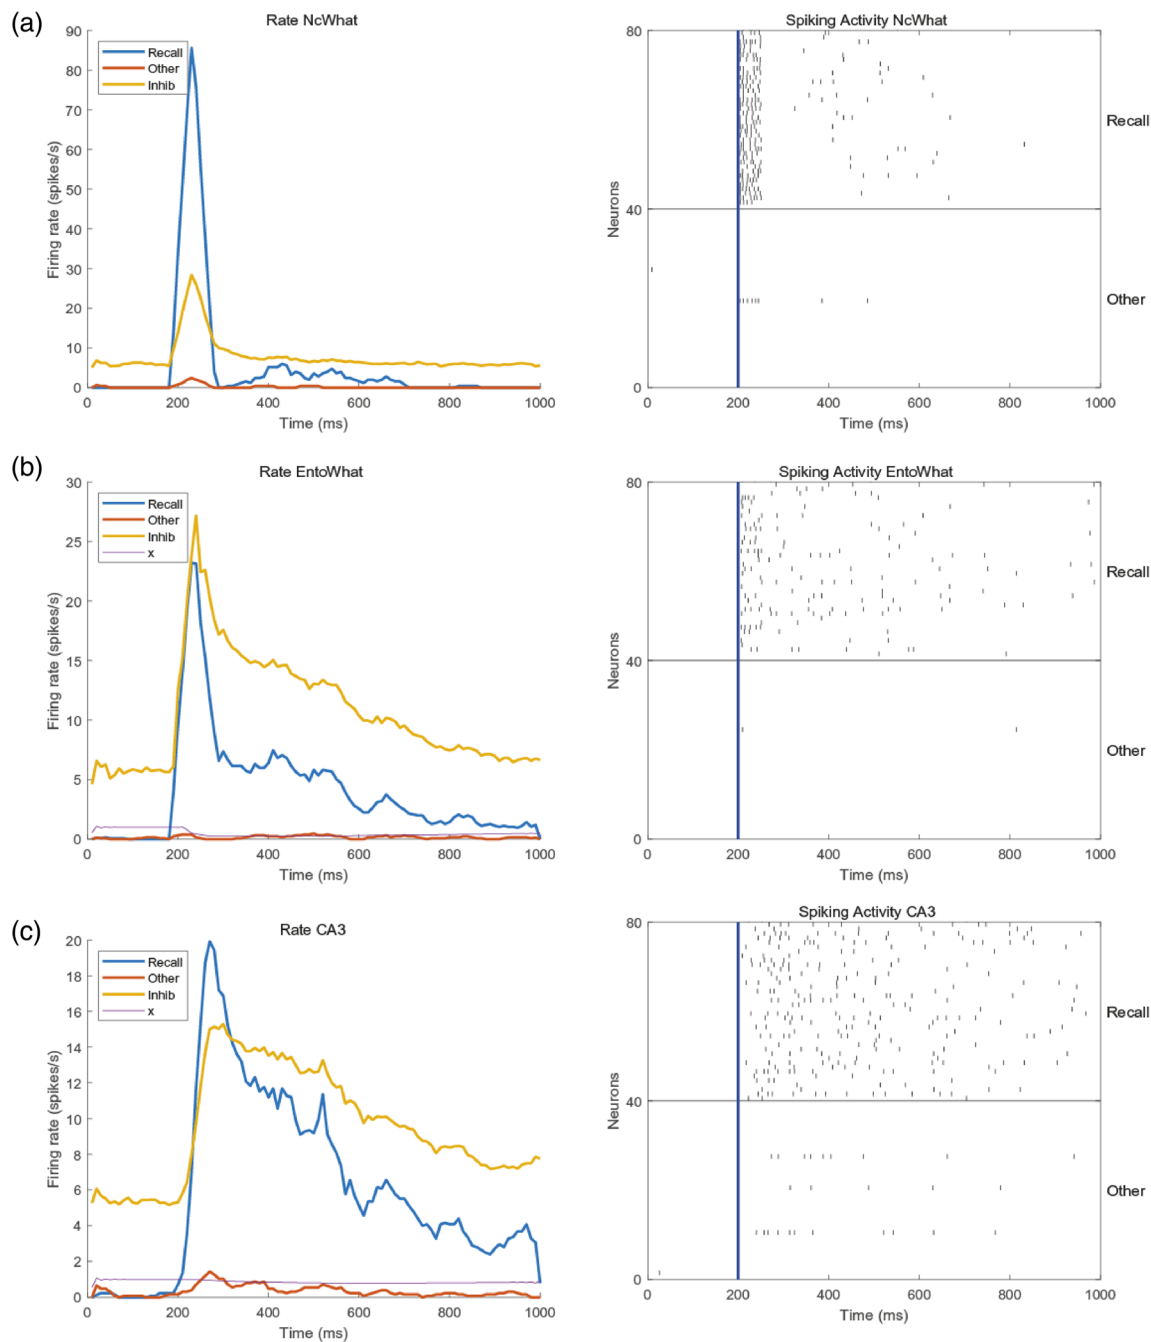 (a)
Rate NcWhat
Recall
Other
Inhib
90
80
70
60
50
40
30
20
10
0
Firing rate (spikes/s)
0 200 400 600 800 1000
Time (ms)
Spiking Activity NcWhat
80
40
0
Neurons
Recall
Other
0 200 400 600 800 1000
Time (ms)
(b)
Rate EntoWhat
Recall
Other
Inhib
x
30
25
20
15
10
5
0
Firing rate (spikes/s)
0 200 400 600 800 1000
Time (ms)
Spiking Activity EntoWhat
80
40
0
Neurons
Recall
Other
0 200 400 600 800 1000
Time (ms)
(c)
Rate CA3
Recall
Other
Inhib
x
20
18
16
14
12
10
8
6
4
2
0
Firing rate (spikes/s)
0 200 400 600 800 1000
Time (ms)
Spiking Activity CA3
80
40
0
Neurons
Recall
Other
0 200 400 600 800 1000
Time (ms)